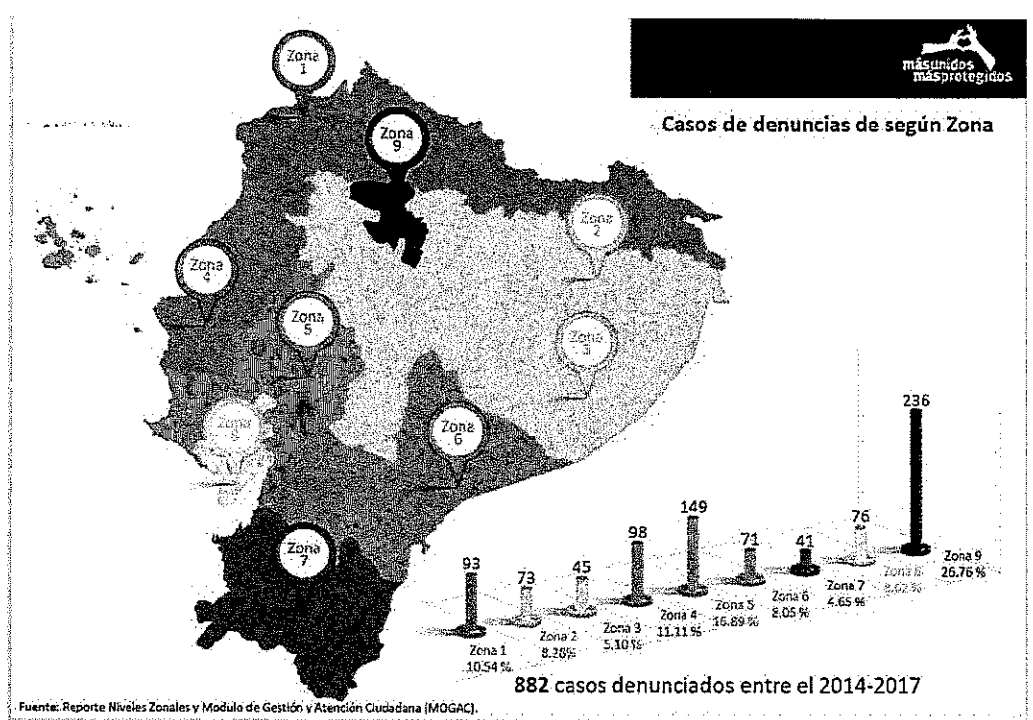 másunidos
másprotegidos
Casos de denuncias de según Zona
Zona
1
Zona
9
Zona
2
Zona
4
Zona
5
Zona
3
Zona
6
Zona
7
236
149
98
93
73
45
71
41
76
Zona 1
10.54 %
Zona 2
8.28%
Zona 3
5.10 %
Zona 4
11.11 %
Zona 5
16.89 %
Zona 6
8.05 %
Zona 7
4.65 %
Zona 8
8.62 %
Zona 9
26.76 %
882 casos denunciados entre el 2014-2017
Fuente: Reporte Niveles Zonales y Modulo de Gestión y Atención Ciudadana (MOGAC).